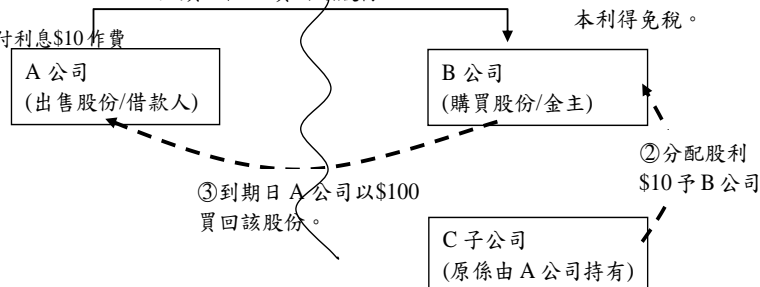 本利得免稅。
付利息$10作費
A 公司
(出售股份/借款人)
B 公司
(購買股份/金主)
②分配股利
$10 予 B 公司
③到期日 A 公司以$100
買回該股份。
C 子公司
(原係由 A 公司持有)